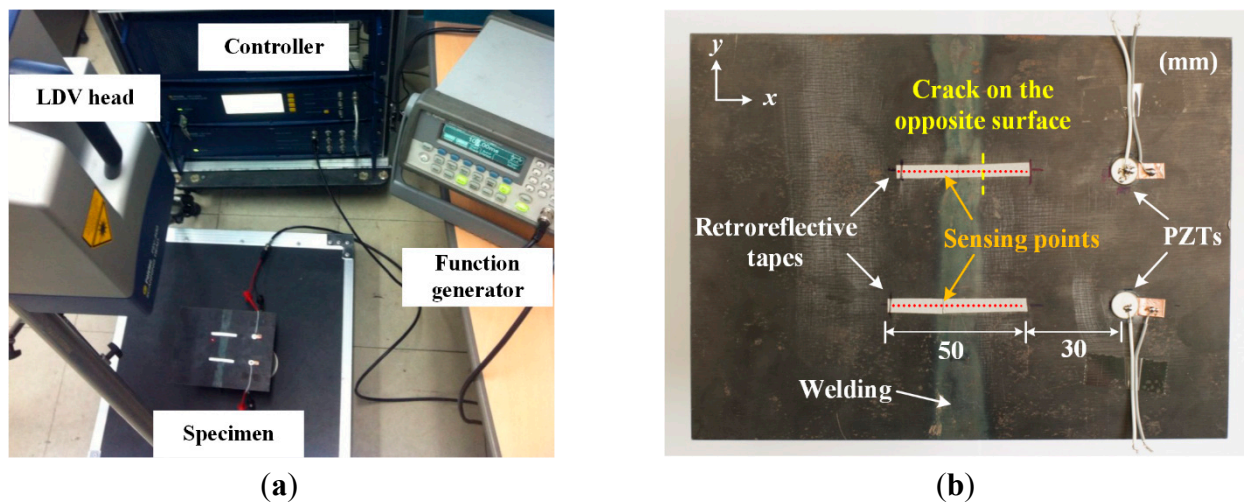 Controller
LDV head
Function
generator
Specimen
(a)
y
x
(mm)
Crack on the
opposite surface
Retroreflective
tapes
Sensing points
PZTs
50
30
Welding
(b)